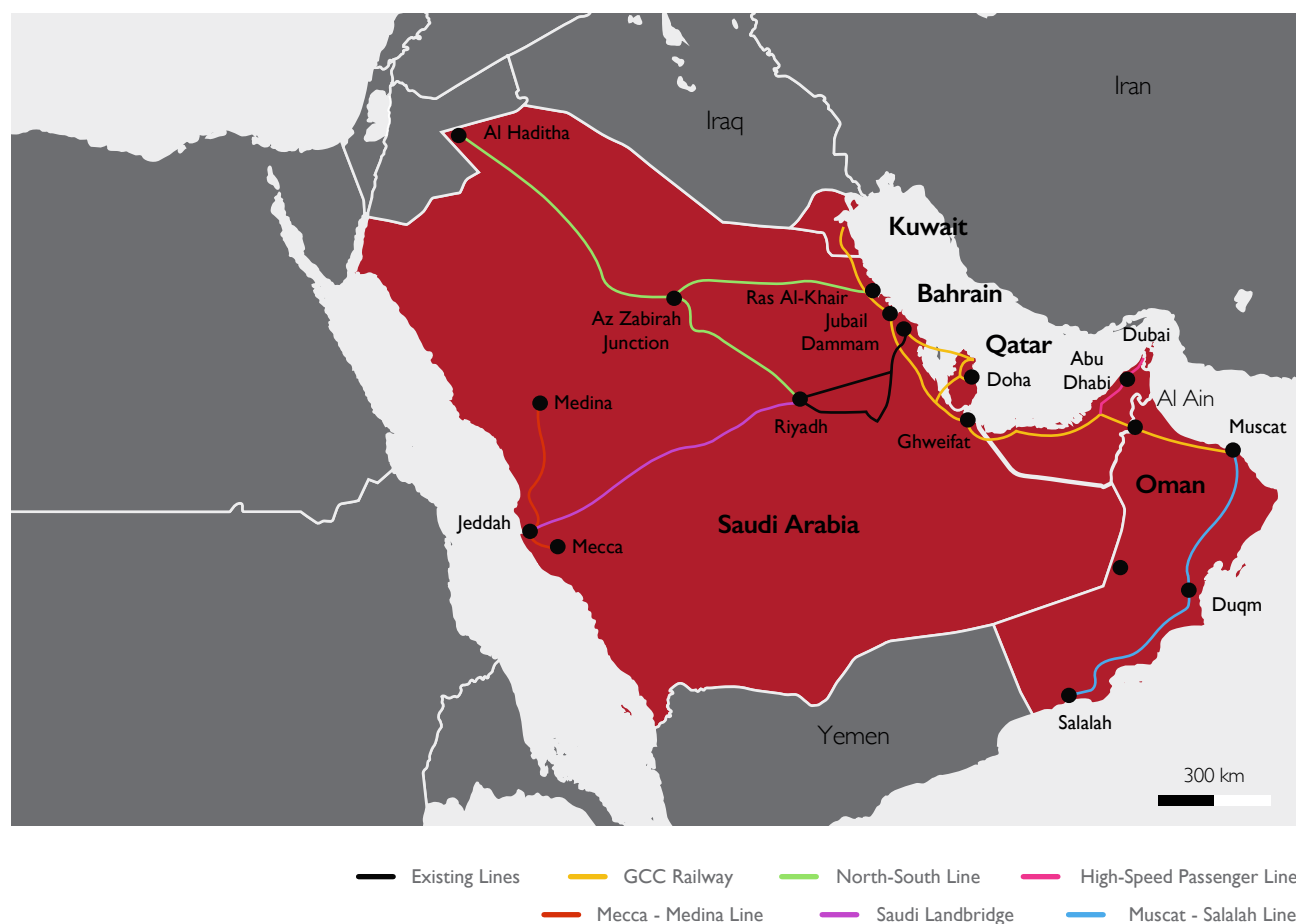 Iran
Iraq
Al Haditha
Kuwait
Bahrain
Ras Al-Khair
Jubail
Dammam
Az Zabirah
Junction
Qatar
Dubai
Abu
Dhabi
Doha
Al Ain
Medina
Riyadh
Ghweifat
Muscat
Oman
Jeddah
Saudi Arabia
Mecca
Duqm
Salalah
Yemen
300 km
Existing Lines
GCC Railway
North-South Line
High-Speed Passenger Line
Mecca - Medina Line
Saudi Landbridge
Muscat - Salalah Line